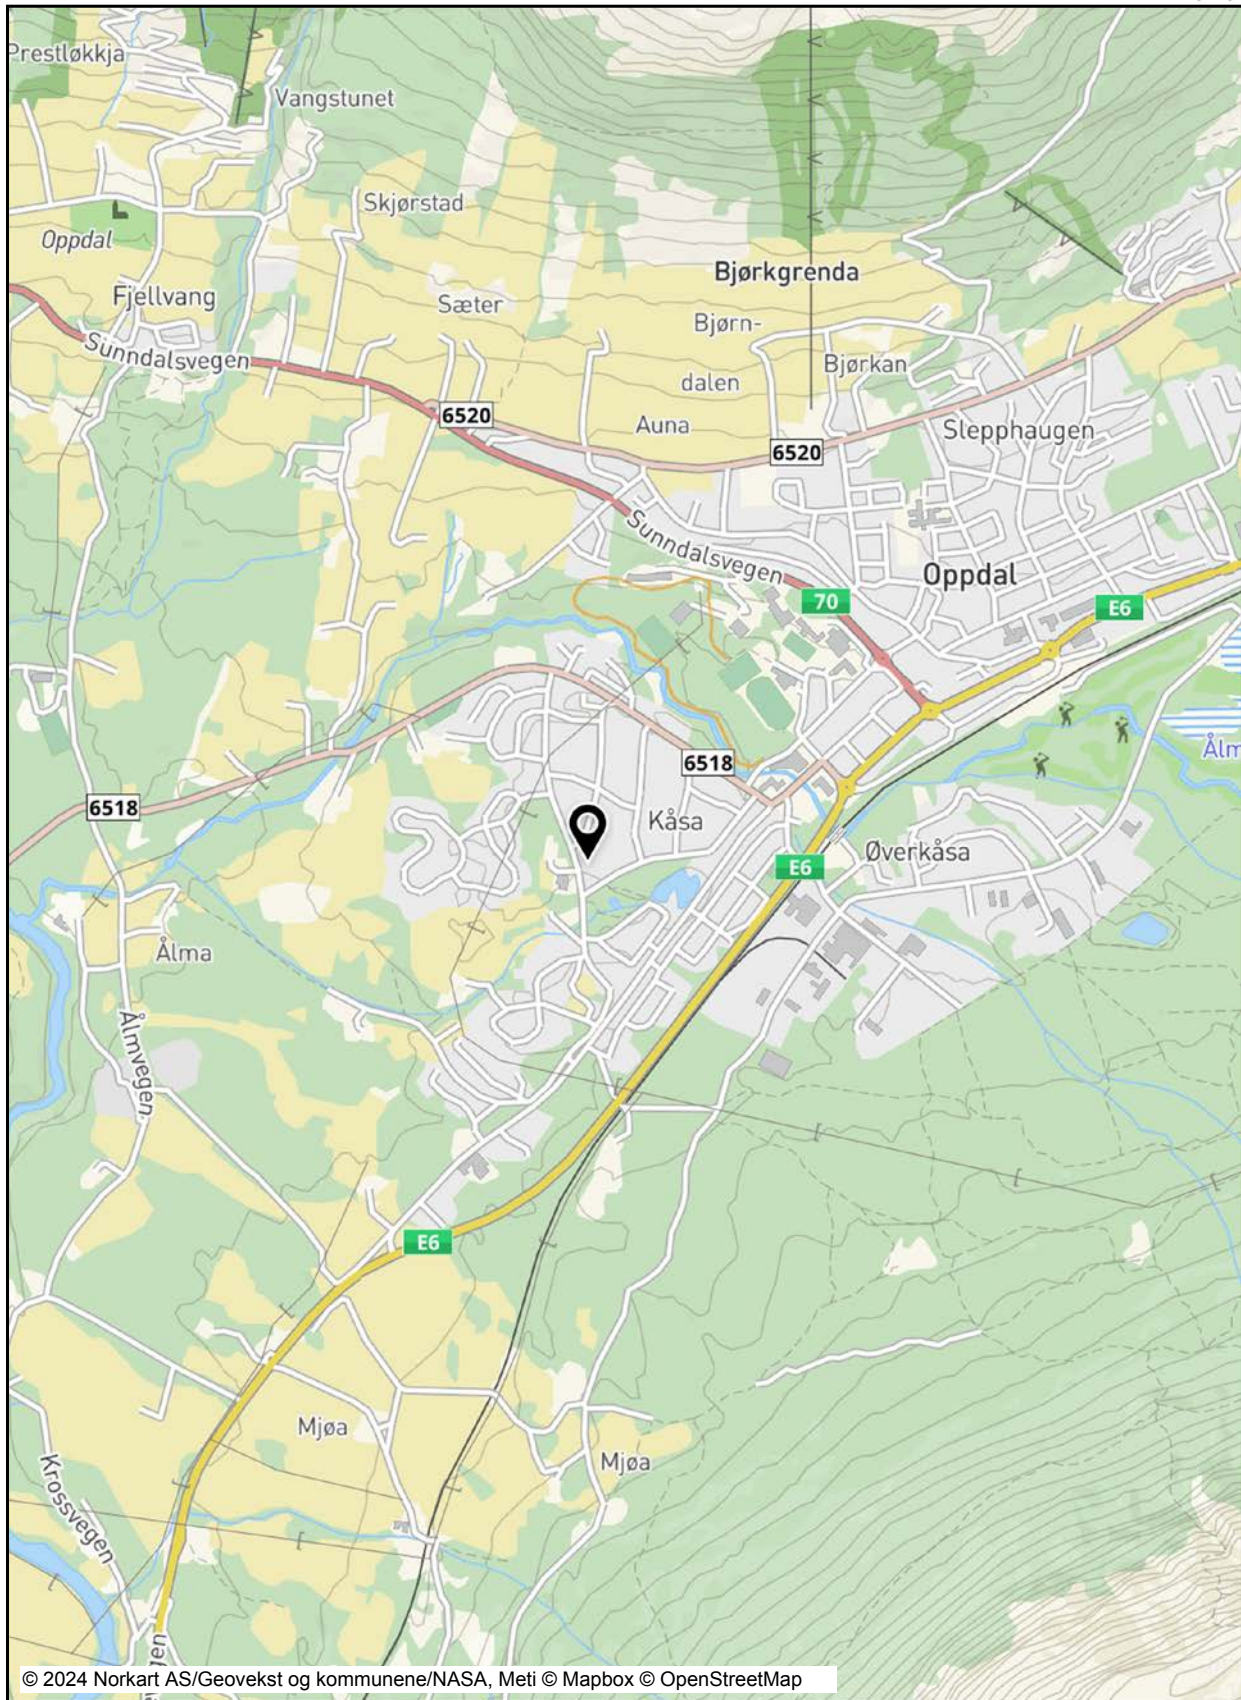 Prestløkkja
Vangstunet
Skjørstad
Oppdal
Bjørkgrenda
Fjellvang
Sæter
Bjørn-
dalen
Sunndalsvegen
Bjørkan
6520
Auna
Slepphaugen
6520
Sunndalsvegen
Oppdal
70
E6
6518
6518
Kåsa
Øverkåsa
E6
Ålma
Ålmvegen
E6
Mjøa
Mjøa
Krossvegen
© 2024 Norkart AS/Geovekst og kommunene/NASA, Meti © Mapbox © OpenStreetMap